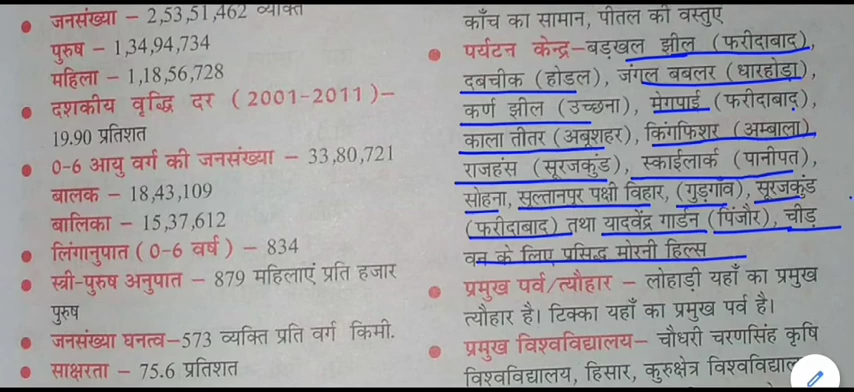 जनसंख्या – 2,53,51,462 व्यक्ति
पुरुष – 1,34,94,734
महिला – 1,18,56,728
दशकीय वृद्धि दर (2001-2011)–
19.90 प्रतिशत
0-6 आयु वर्ग की जनसंख्या – 33,80,721
बालक – 18,43,109
बालिका – 15,37,612
लिंगानुपात (0-6 वर्ष) – 834
स्त्री-पुरुष अनुपात – 879 महिलाएं प्रति हजार
पुरुष
जनसंख्या घनत्व–573 व्यक्ति प्रति वर्ग किमी.
साक्षरता – 75.6 प्रतिशत
काँच का सामान, पीतल की वस्तुए
पर्यटन केन्द्र–बड़खल झील (फरीदाबाद),
दबचीक (होडल), जंगल बबलर (धारहोड़ा),
कर्ण झील (उच्छना), मेगपाई (फरीदाबाद),
काला तीतर (अबूशहर), किंगफिशर (अम्बाला),
राजहंस (सूरजकुंड), स्काईलार्क (पानीपत),
सोहना, सुल्तानपुर पक्षी विहार, (गुड़गाँव), सूरजकुंड
(फरीदाबाद) तथा यादवेंद्र गार्डन (पिंजौर), चीड़
वन के लिए प्रसिद्ध मोरनी हिल्स
प्रमुख पर्व/त्यौहार – लोहाड़ी यहाँ का प्रमुख
त्यौहार है। टिक्का यहाँ का प्रमुख पर्व है।
प्रमुख विश्वविद्यालय– चौधरी चरणसिंह कृषि
विश्वविद्यालय, हिसार, कुरुक्षेत्र